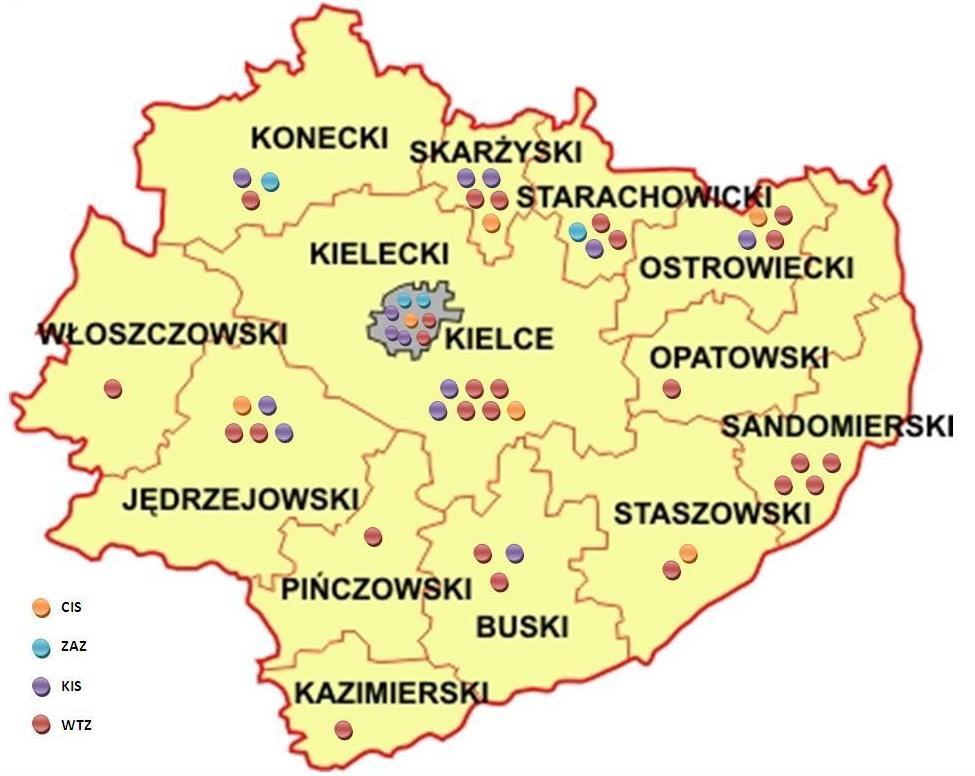 KONECKI
SKARŻYSKI
STARACHOWICKI
KIELECKI
OSTROWIECKI
WŁOSZCZOWSKI
KIELCE
OPATOWSKI
SANDOMIERSKI
JĘDRZEJOWSKI
STASZOWSKI
PIŃCZOWSKI
BUSKI
KAZIMIERSKI
CIS
ZAZ
KIS
WTZ